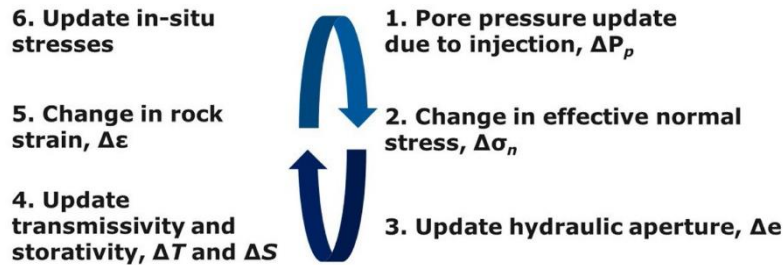 6. Update in-situ
stresses
1. Pore pressure update
due to injection, ΔPp
5. Change in rock
strain, Δε
2. Change in effective normal
stress, Δσn
4. Update
transmissivity and
storativity, ΔT and ΔS
3. Update hydraulic aperture, Δe